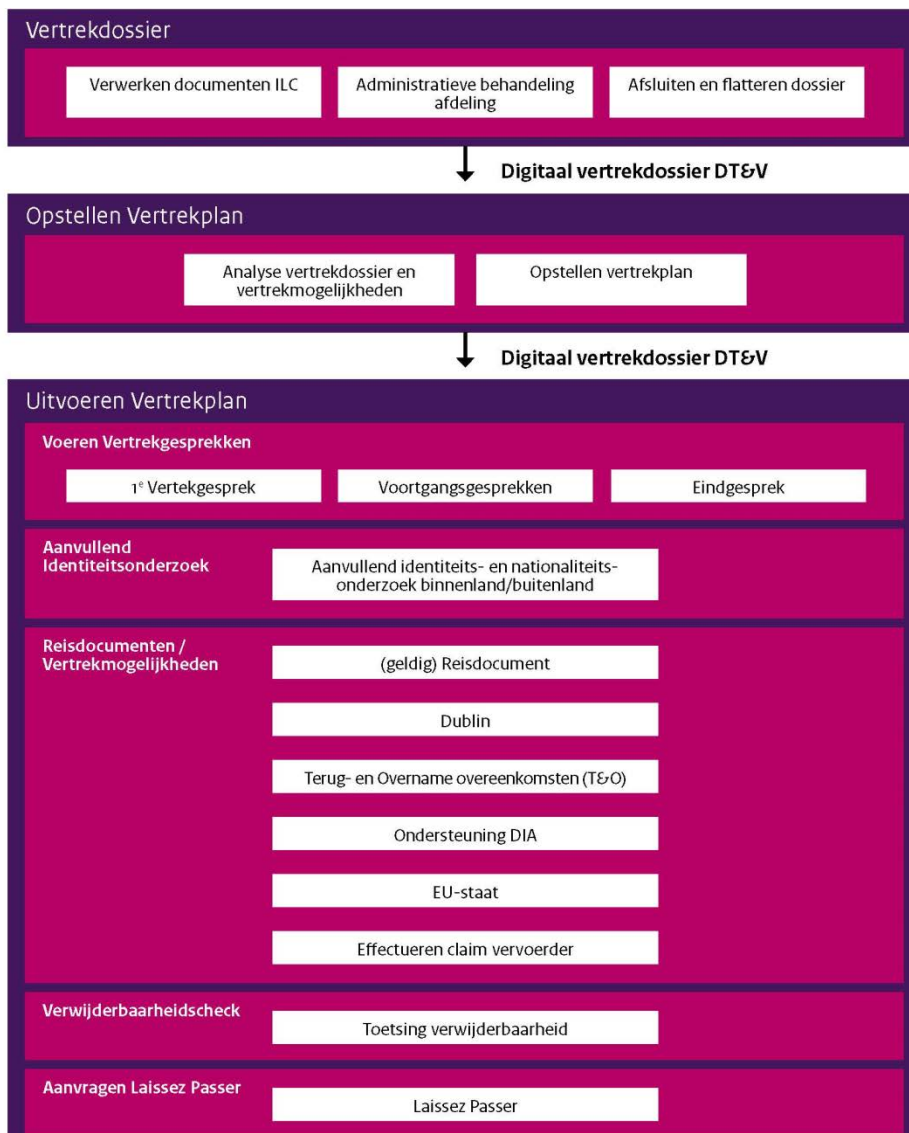 Vertrekdossier
Verwerken documenten ILC
Administratieve behandeling
afdeling
Afsluiten en flatteren dossier
Digitaal vertrekdossier DT&V
Opstellen Vertrekplan
Analyse vertrekdossier en
vertrekmogelijkheden
Opstellen vertrekplan
Digitaal vertrekdossier DT&V
Uitvoeren Vertrekplan
Voeren Vertrekgesprekken
1e Vertekgesprek
Voortgangsgesprekken
Eindgesprek
Aanvullend
Identiteitsonderzoek
Aanvullend identiteits- en nationaliteits-
onderzoek binnenland/buitenland
Reisdocumenten /
Vertrekmogelijkheden
(geldig) Reisdocument
Dublin
Terug- en Overname overeenkomsten (T&O)
Ondersteuning DIA
EU-staat
Effectueren claim vervoerder
Verwijderbaarheidscheck
Toetsing verwijderbaarheid
Aanvragen Laissez Passer
Laissez Passer